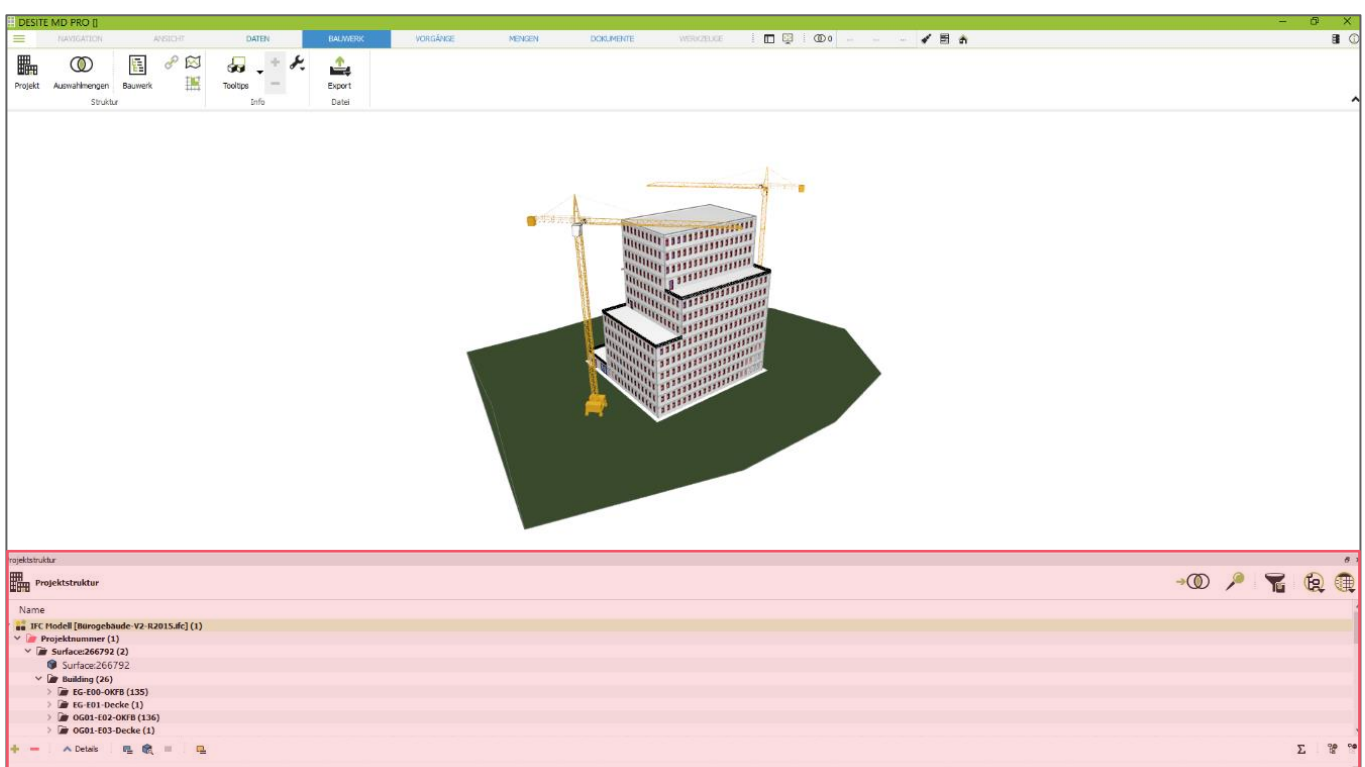 DESITE MD PRO []
NAVIGATION ANSICHT DATEN BAUWERK VORGÄNGE MENGEN DOKUMENTE WERKZEUGE 0
Projekt Auswahlmengen Bauwerk Tooltips Export
Struktur Info Datei
rojektstruktur
Projektstruktur
Name
IFC Modell [Bürogebäude-V2-R2015.ifc] (1)
Projektnummer (1)
Surface:266792 (2)
Surface:266792
Building (26)
EG-E00-OKFB (135)
EG-E01-Decke (1)
OG01-E02-OKFB (136)
OG01-E03-Decke (1)
Details Σ